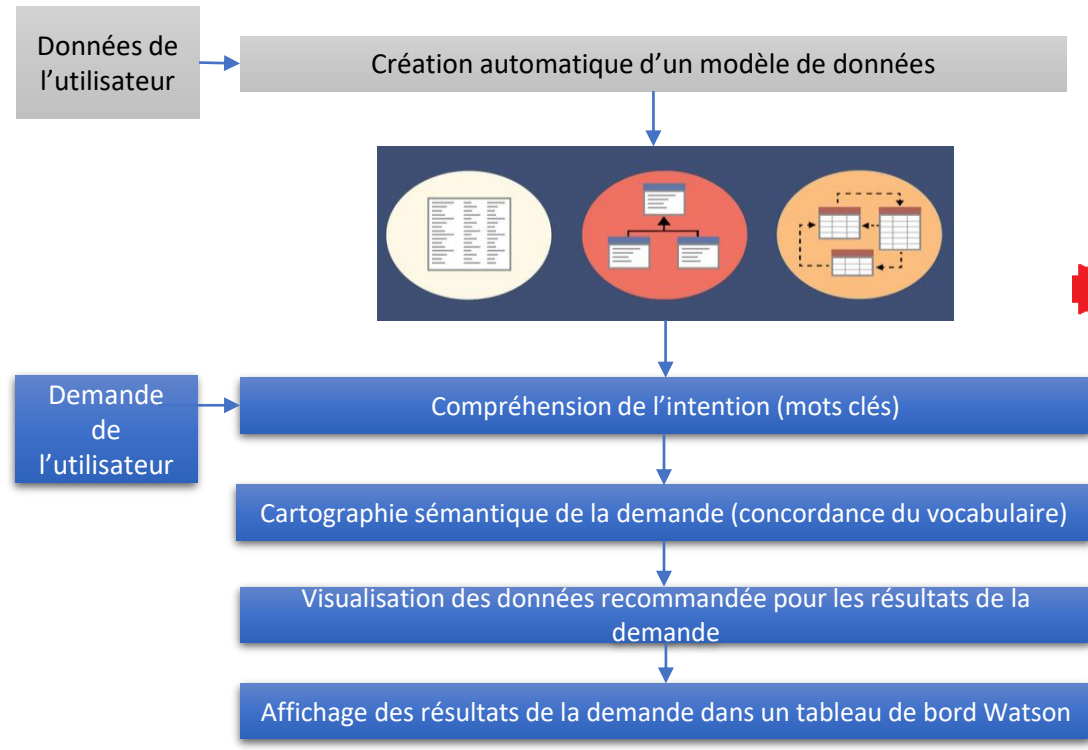 Données de
l'utilisateur
Création automatique d'un modèle de données
Demande
de
l'utilisateur
Compréhension de l'intention (mots clés)
Cartographie sémantique de la demande (concordance du vocabulaire)
Visualisation des données recommandée pour les résultats de la
demande
Affichage des résultats de la demande dans un tableau de bord Watson